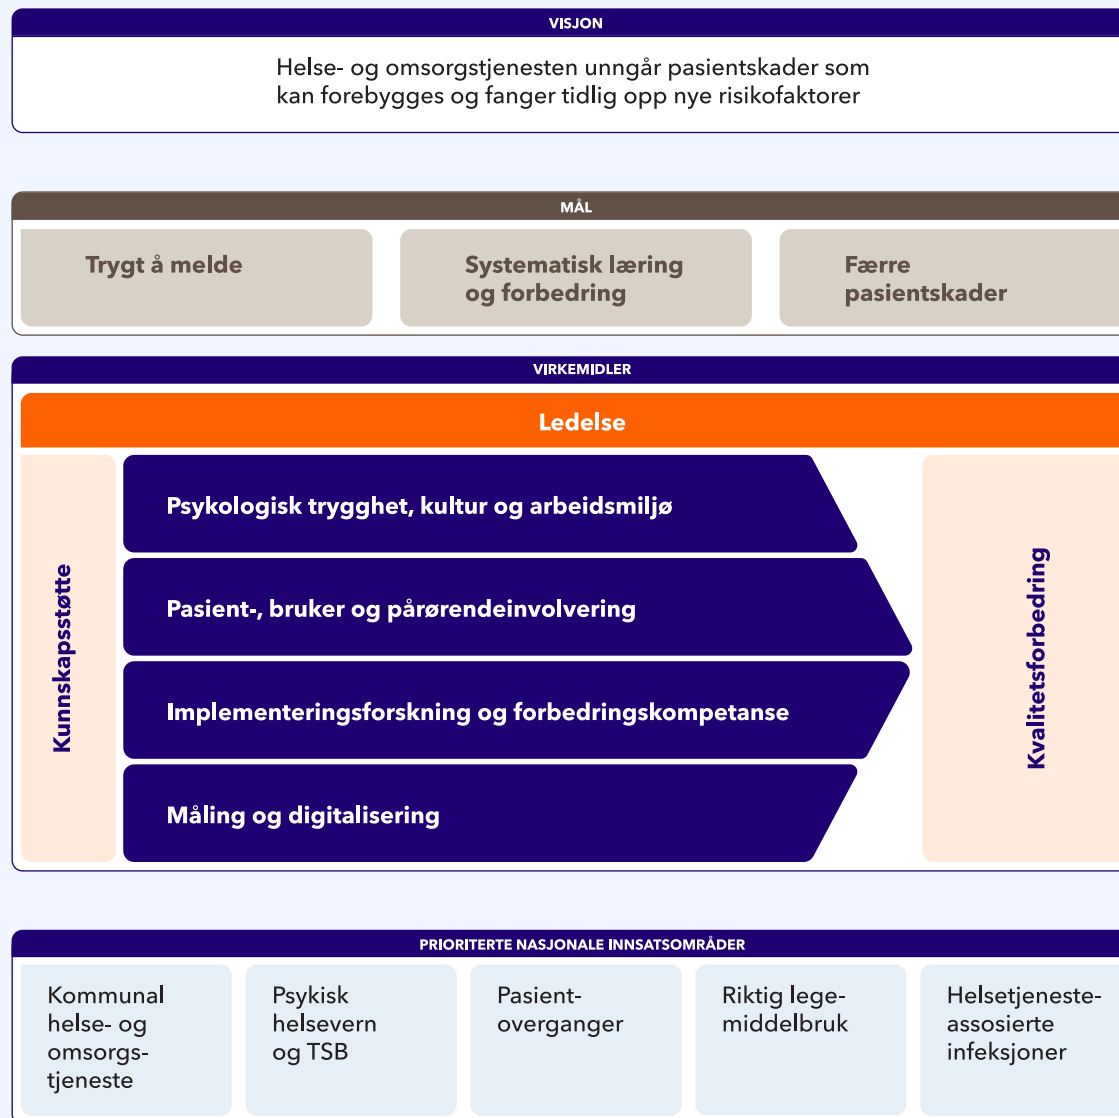 VISJON
Helse- og omsorgstjenesten unngår pasientskader som
kan forebygges og fanger tidlig opp nye risikofaktorer
MÅL
Trygt å melde
Systematisk læring
og forbedring
Færre
pasientskader
VIRKEMIDLER
Ledelse
Kunnskapsstøtte
Psykologisk trygghet, kultur og arbeidsmiljø
Pasient-, bruker og pårørendeinvolvering
Implementeringsforskning og forbedringskompetanse
Måling og digitalisering
Kvalitetsforbedring
PRIORITERTE NASJONALE INNSATSOMRÅDER
Kommunal
helse- og
omsorgs-
tjeneste
Psykisk
helsevern
og TSB
Pasient-
overganger
Riktig lege-
middelbruk
Helsetjeneste-
assosierte
infeksjoner